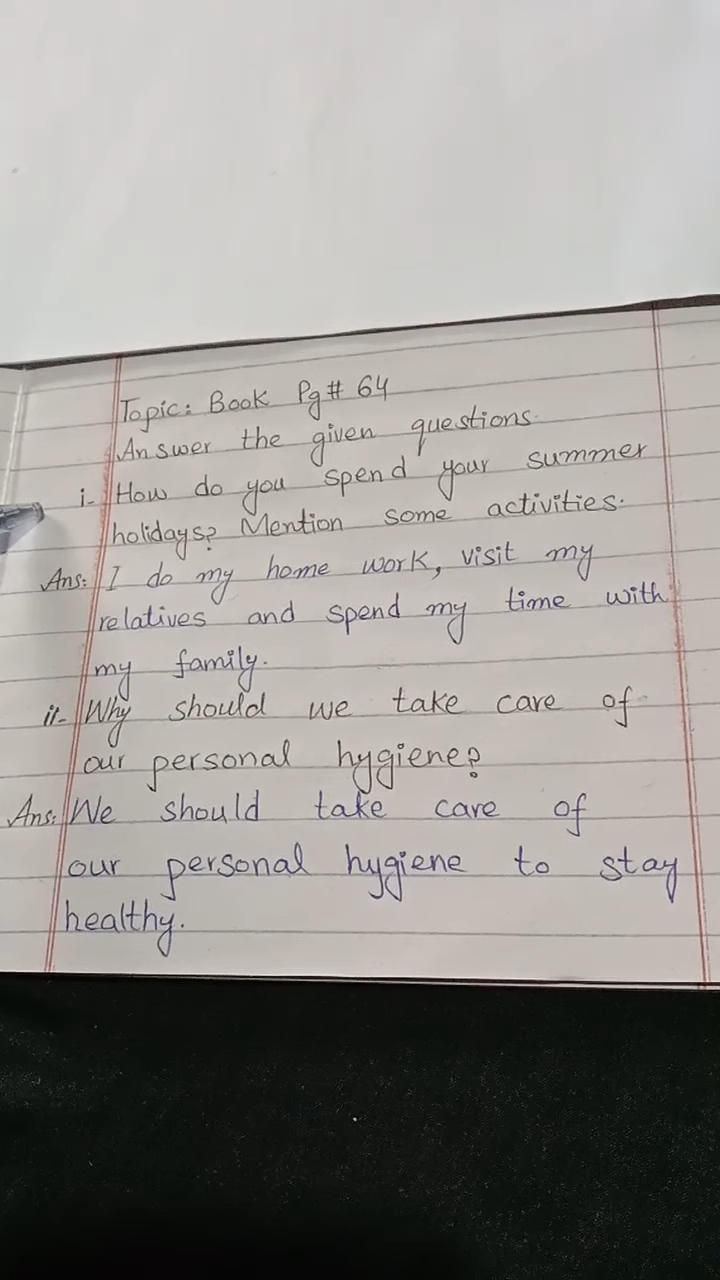 Topic: Book Pg# 64
Answer the given questions.
i- How do you spend your summer
holidays? Mention some activities.
Ans: I do my home work, visit my
relatives and spend my time with
my family.
ii- Why should we take care of
our personal hygiene?
Ans: We should take care of
our personal hygiene to stay
healthy.